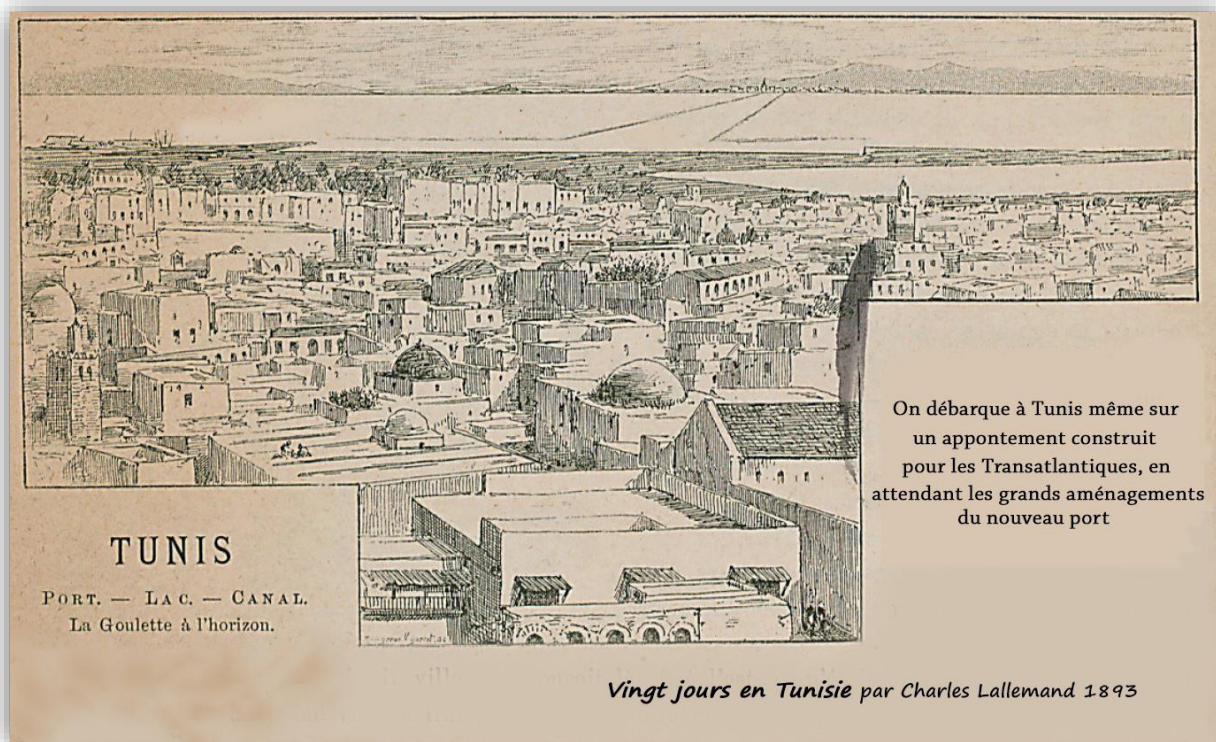 On débarque à Tunis même sur
un appontement construit
pour les Transatlantiques, en
attendant les grands aménagements
du nouveau port
TUNIS
PORT. — LAC. — CANAL.
La Goulette à l'horizon.
Vingt jours en Tunisie par Charles Lallemand 1893